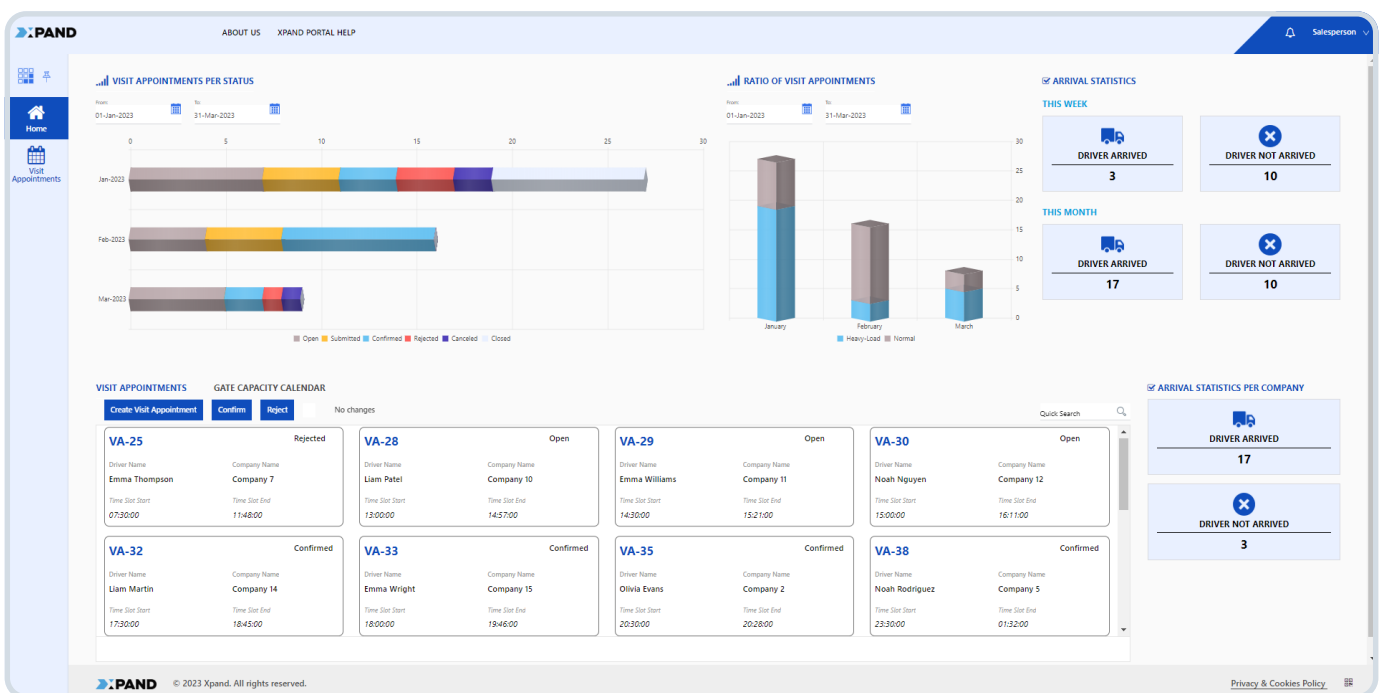 XPAND
ABOUT US XPAND PORTAL HELP
Salesperson
Home
Visit
Appointments
VISIT APPOINTMENTS PER STATUS
From
To
01-Jan-2023
31-Mar-2023
0 5 10 15 20 25 30
Jan-2023
Feb-2023
Mar-2023
Open Submitted Confirmed Rejected Canceled Closed
RATIO OF VISIT APPOINTMENTS
From
To
01-Jan-2023
31-Mar-2023
30
25
20
15
10
5
0
January February March
Heavy-Load Normal
ARRIVAL STATISTICS
THIS WEEK
DRIVER ARRIVED
3
DRIVER NOT ARRIVED
10
THIS MONTH
DRIVER ARRIVED
17
DRIVER NOT ARRIVED
10
VISIT APPOINTMENTS GATE CAPACITY CALENDAR
Create Visit Appointment Confirm Reject No changes
Quick Search
VA-25 Rejected
Driver Name Company Name
Emma Thompson Company 7
Time Slot Start Time Slot End
07:30:00 11:48:00
VA-28 Open
Driver Name Company Name
Liam Patel Company 10
Time Slot Start Time Slot End
13:00:00 14:57:00
VA-29 Open
Driver Name Company Name
Emma Williams Company 11
Time Slot Start Time Slot End
14:30:00 15:21:00
VA-30 Open
Driver Name Company Name
Noah Nguyen Company 12
Time Slot Start Time Slot End
15:00:00 16:11:00
VA-32 Confirmed
Driver Name Company Name
Liam Martin Company 14
Time Slot Start Time Slot End
17:30:00 18:45:00
VA-33 Confirmed
Driver Name Company Name
Emma Wright Company 15
Time Slot Start Time Slot End
18:00:00 19:46:00
VA-35 Confirmed
Driver Name Company Name
Olivia Evans Company 2
Time Slot Start Time Slot End
20:30:00 20:28:00
VA-38 Confirmed
Driver Name Company Name
Noah Rodriguez Company 5
Time Slot Start Time Slot End
23:30:00 01:32:00
ARRIVAL STATISTICS PER COMPANY
DRIVER ARRIVED
17
DRIVER NOT ARRIVED
3
XPAND © 2023 Xpand. All rights reserved.
Privacy & Cookies Policy